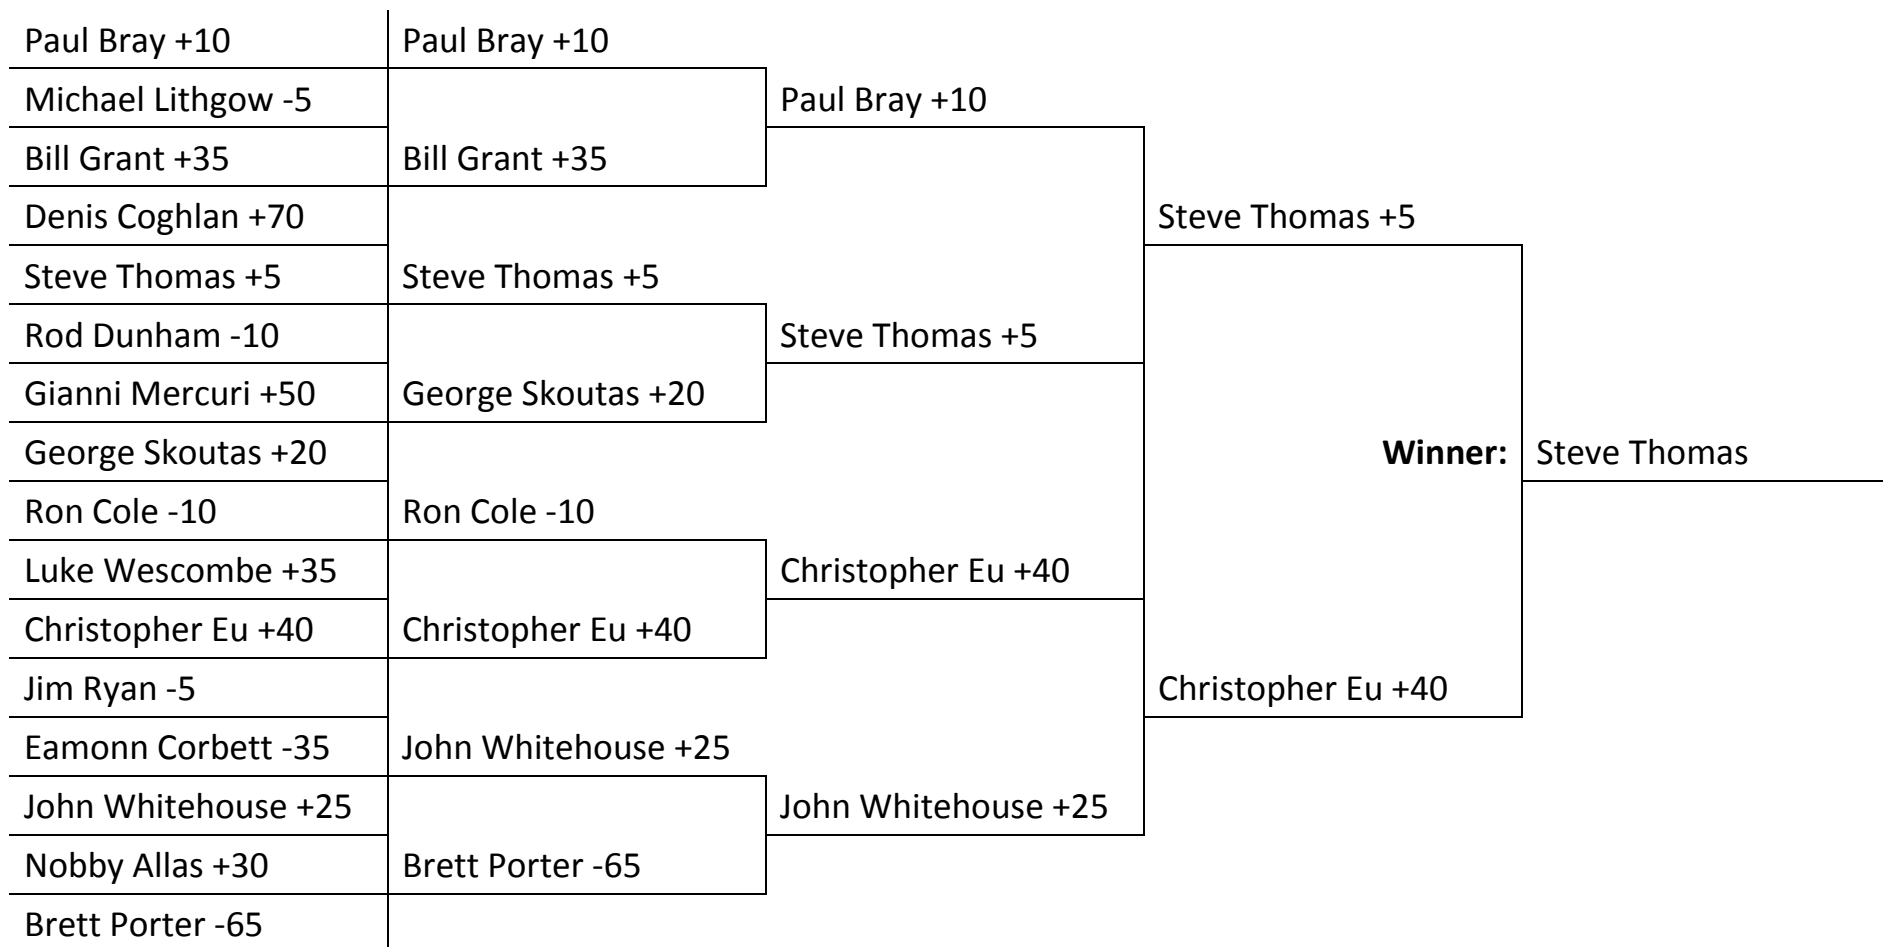 Paul Bray +10
Michael Lithgow -5
Bill Grant +35
Denis Coghlan +70
Steve Thomas +5
Rod Dunham -10
Gianni Mercuri +50
George Skoutas +20
Ron Cole -10
Luke Wescombe +35
Christopher Eu +40
Jim Ryan -5
Eamonn Corbett -35
John Whitehouse +25
Nobby Allas +30
Brett Porter -65
Paul Bray +10
Bill Grant +35
Steve Thomas +5
George Skoutas +20
Ron Cole -10
Christopher Eu +40
John Whitehouse +25
Brett Porter -65
Paul Bray +10
Steve Thomas +5
Christopher Eu +40
John Whitehouse +25
Steve Thomas +5
Christopher Eu +40
Winner: Steve Thomas